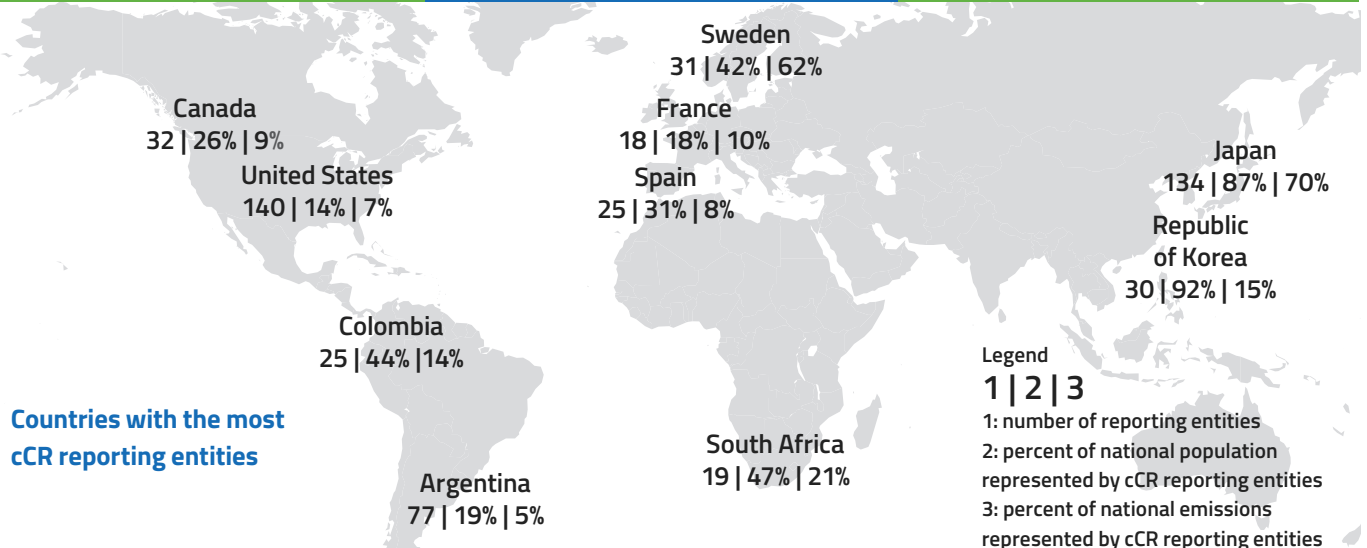 Sweden
31 | 42% | 62%
Canada
32 | 26% | 9%
France
18 | 18% | 10%
United States
140 | 14% | 7%
Spain
25 | 31% | 8%
Japan
134 | 87% | 70%
Republic
of Korea
30 | 92% | 15%
Colombia
25 | 44% |14%
Countries with the most
cCR reporting entities
South Africa
19 | 47% | 21%
Argentina
77 | 19% | 5%
Legend
1 | 2 | 3
1: number of reporting entities
2: percent of national population
represented by cCR reporting entities
3: percent of national emissions
represented by cCR reporting entities